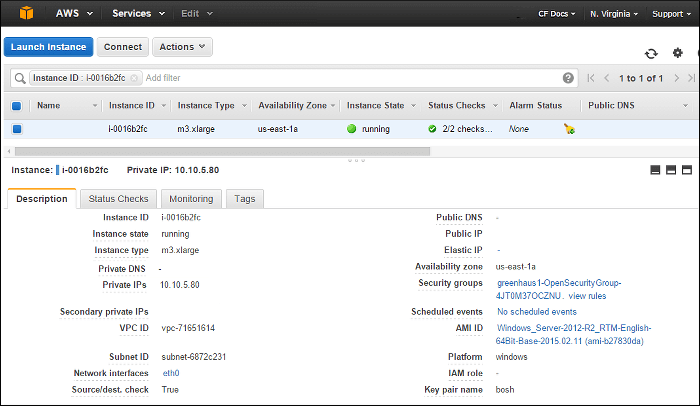 AWS Services Edit CF Docs N. Virginia Support
Launch Instance Connect Actions
Instance ID : i-0016b2fc Add filter 1 to 1 of 1
Name Instance ID Instance Type Availability Zone Instance State Status Checks Alarm Status Public DNS
i-0016b2fc m3.xlarge us-east-1a running 2/2 checks... None
Instance: i-0016b2fc Private IP: 10.10.5.80
Description Status Checks Monitoring Tags
Instance ID i-0016b2fc Public DNS -
Instance state running Public IP
Instance type m3.xlarge Elastic IP -
Private DNS - Availability zone us-east-1a
Private IPs 10.10.5.80 Security groups greenhaus1-OpenSecurityGroup-
4JT0M37OCZNU. view rules
Secondary private IPs Scheduled events No scheduled events
VPC ID vpc-71651614 AMI ID Windows_Server-2012-R2_RTM-English-
64Bit-Base-2015.02.11 (ami-b27830da)
Subnet ID subnet-6872c231 Platform windows
Network interfaces eth0 IAM role -
Source/dest. check True Key pair name bosh